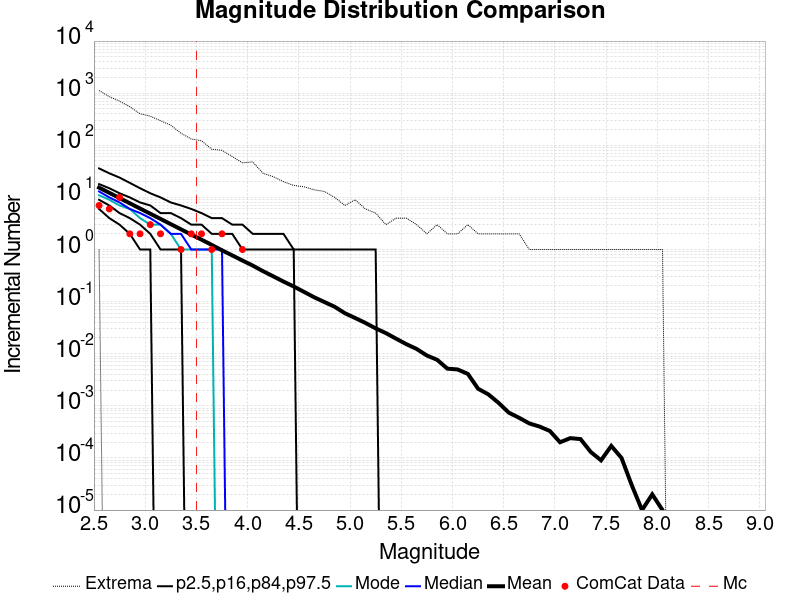 Magnitude Distribution Comparison
Incremental Number
10^4
10^3
10^2
10^1
10^0
10^-1
10^-2
10^-3
10^-4
10^-5
2.5 3.0 3.5 4.0 4.5 5.0 5.5 6.0 6.5 7.0 7.5 8.0 8.5 9.0
Magnitude
Extrema p2.5,p16,p84,p97.5 Mode Median Mean ComCat Data Mc